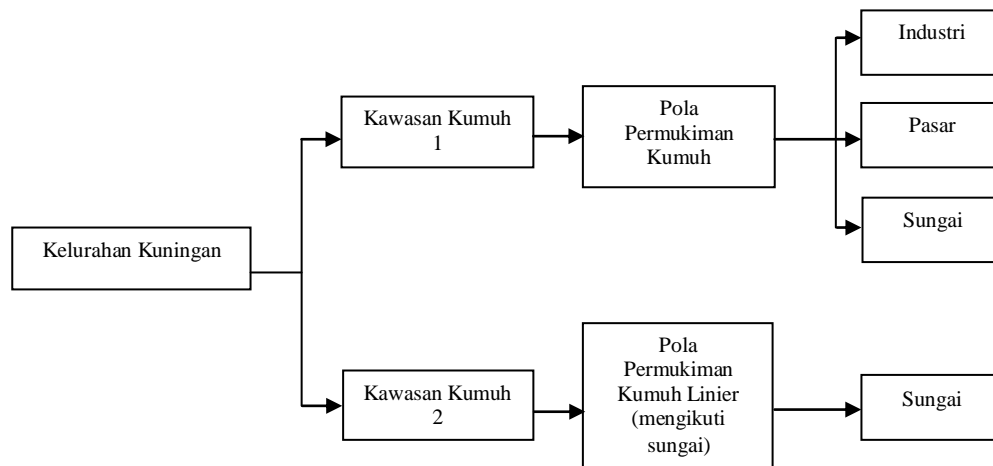 Industri
Kawasan Kumuh
1
Pola
Permukiman
Kumuh
Pasar
Sungai
Kelurahan Kuningan
Kawasan Kumuh
2
Pola
Permukiman
Kumuh Linier
(mengikuti
sungai)
Sungai